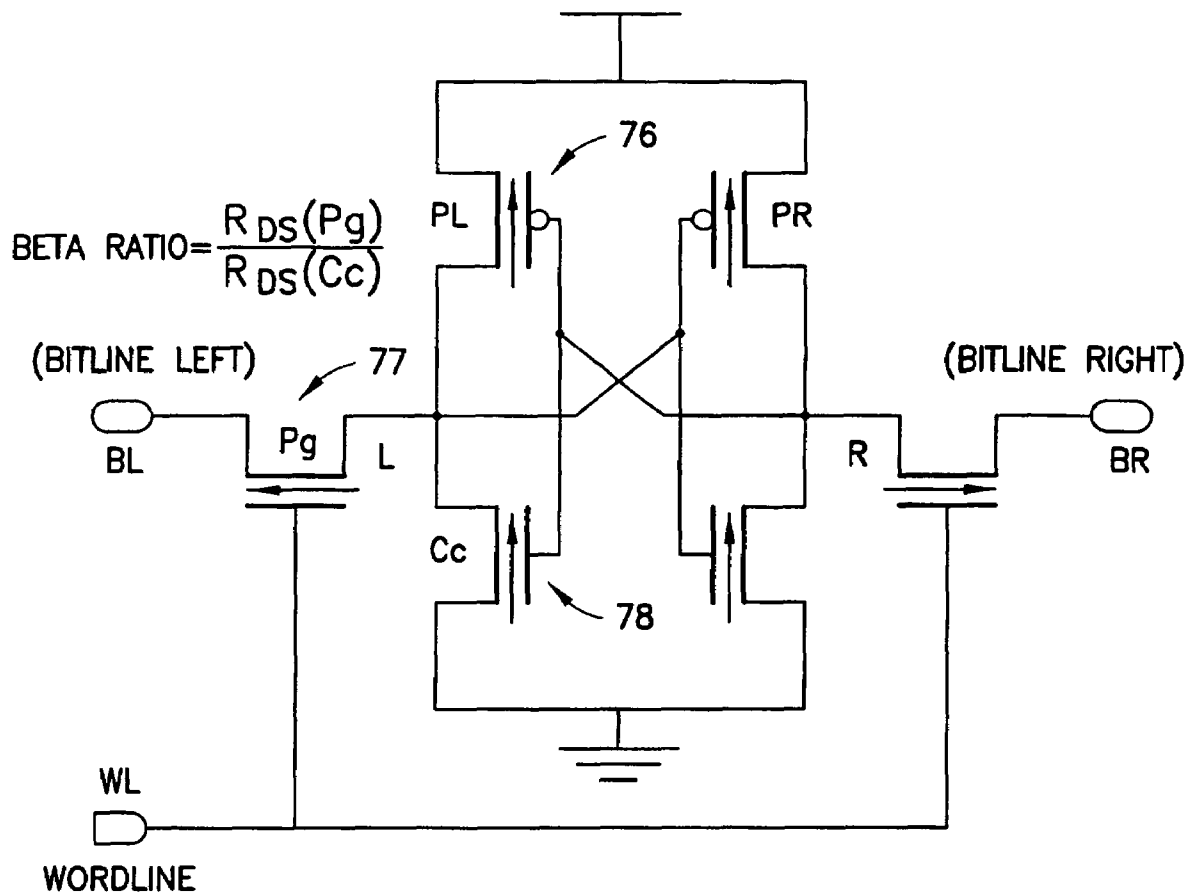 76
PL
PR
BETA RATIO= R DS (Pg)
R DS (Cc)
(BITLINE LEFT)
77
(BITLINE RIGHT)
Pg
BL
L
R
BR
Cc
78
WL
WORDLINE